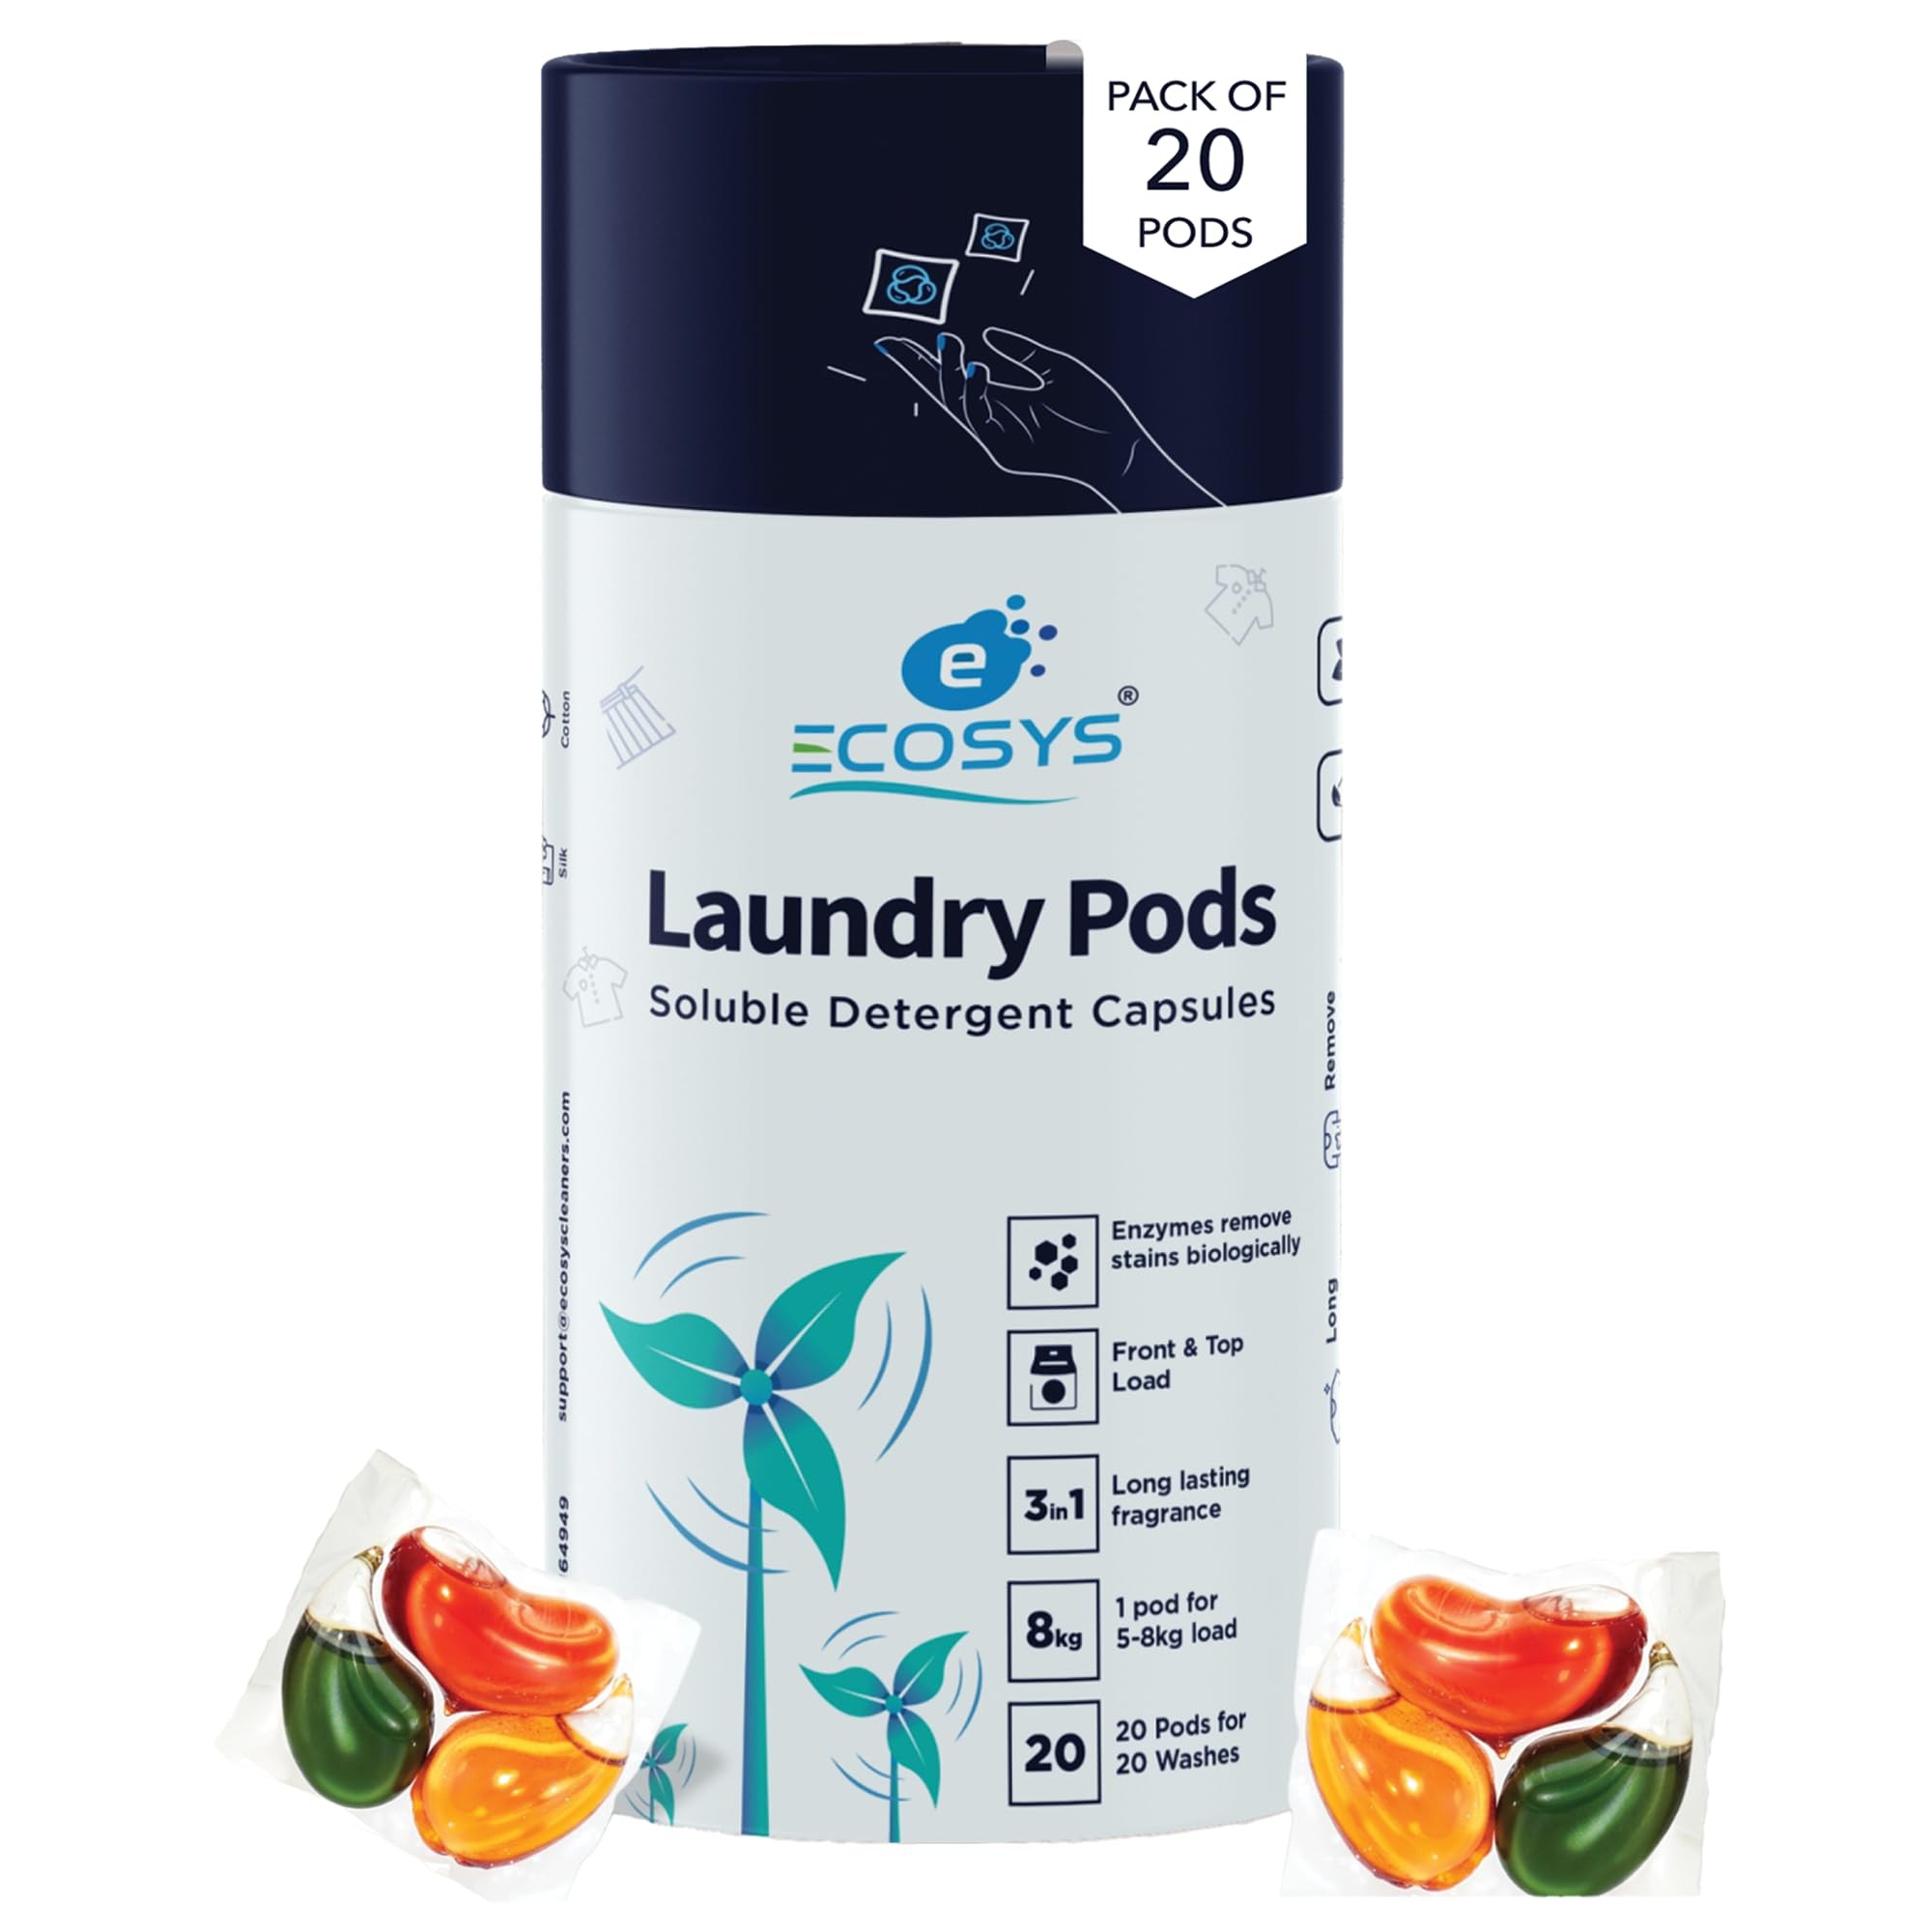 PACK OF
20
PODS
e
ECOSYS®
Laundry Pods
Soluble Detergent Capsules
Cotton
Silk
support@ecosyscleaners.com
64949
Remove
Long
Enzymes remove
stains biologically
Front & Top
Load
3in1
Long lasting
fragrance
8kg
1 pod for
5-8kg load
20
20 Pods for
20 Washes